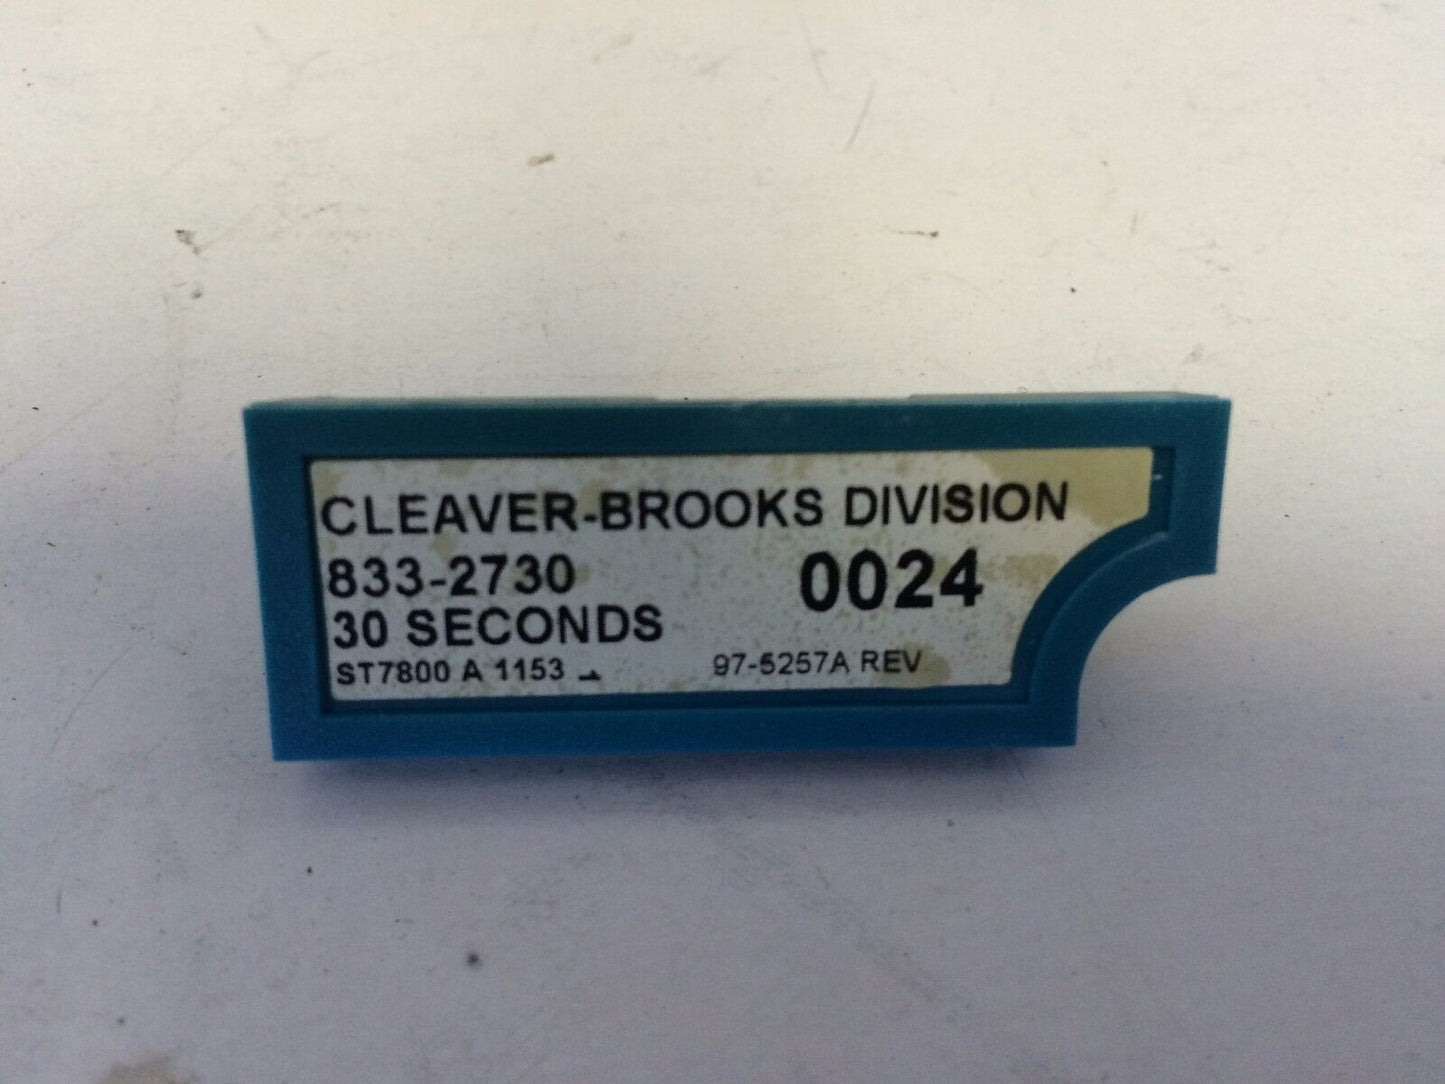 CLEAVER-BROOKS DIVISION
833-2730 0024
30 SECONDS
ST7800 A 1153 97-5257A REV